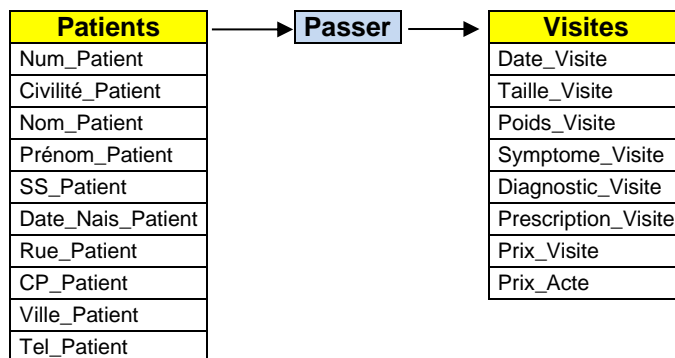 Patients
Num_Patient
Civilité_Patient
Nom_Patient
Prénom_Patient
SS_Patient
Date_Nais_Patient
Rue_Patient
CP_Patient
Ville_Patient
Tel_Patient
Passer
Visites
Date_Visite
Taille_Visite
Poids_Visite
Symptome_Visite
Diagnostic_Visite
Prescription_Visite
Prix_Visite
Prix_Acte